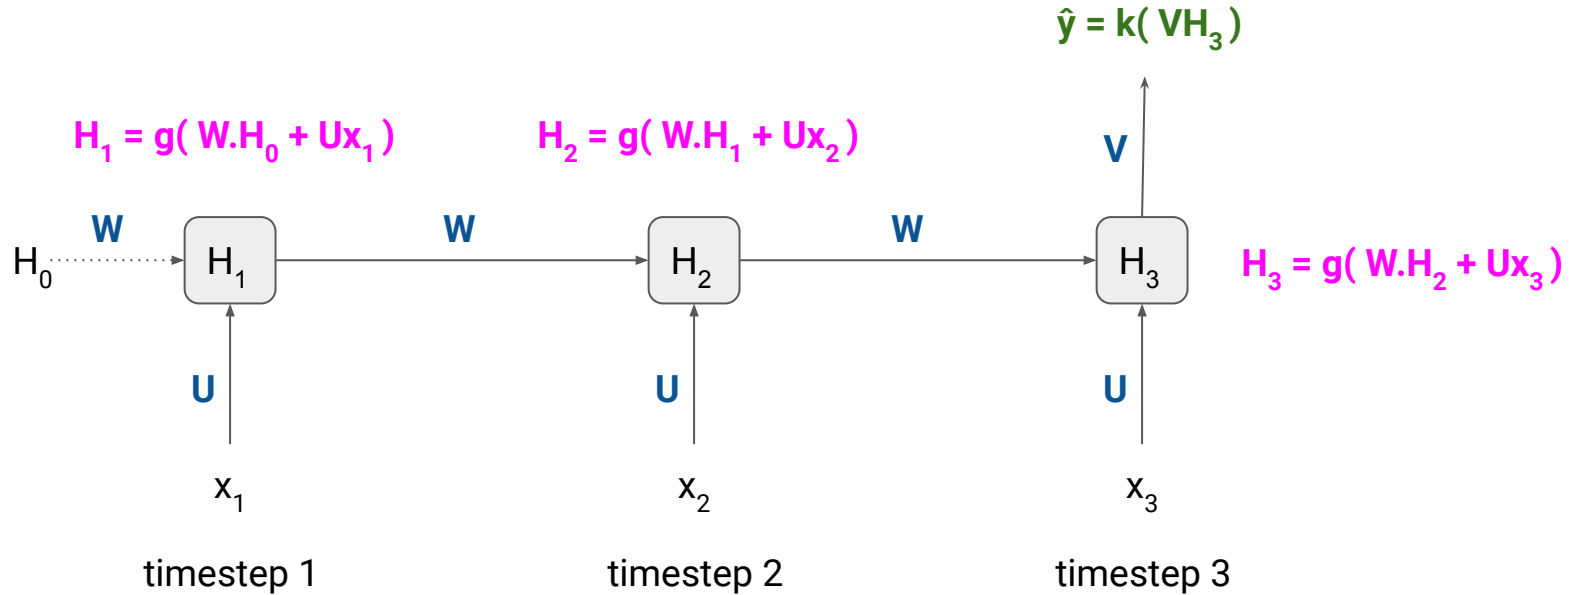 ŷ = k( VH₃ )
H₁ = g( W.H₀ + Ux₁ ) H₂ = g( W.H₁ + Ux₂ ) V
W W W
H₀ H₁ H₂ H₃ H₃ = g( W.H₂ + Ux₃ )
U U U
x₁ x₂ x₃
timestep 1 timestep 2 timestep 3